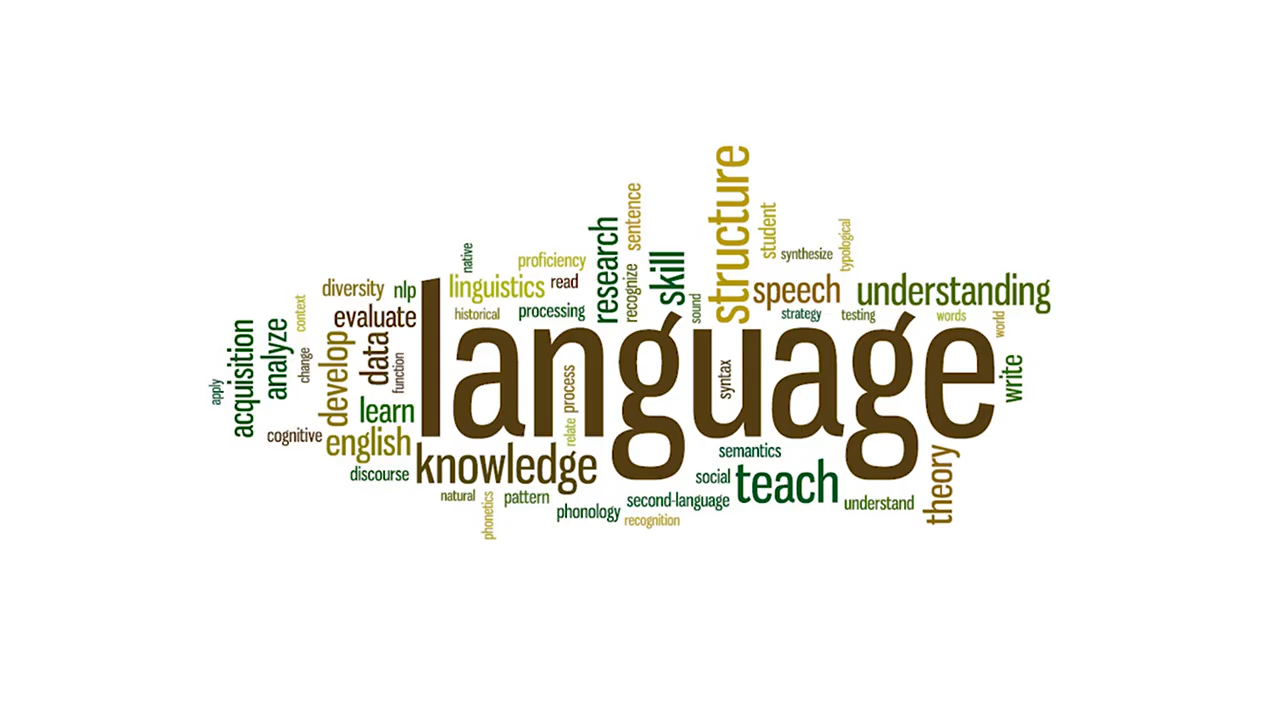 structure
sentence
student
research
typological
native
synthesize
proficiency
skill
recognize
diversity
nlp
linguistics
read
speech
understanding
context
historical
processing
sound
strategy
testing
words
world
evaluate
language
acquisition
analyze
change
develop
data
function
process
syntax
write
apply
learn
relate
cognitive
english
semantics
discourse
knowledge
social
teach
theory
natural
phonetics
pattern
second-language
understand
phonology
recognition